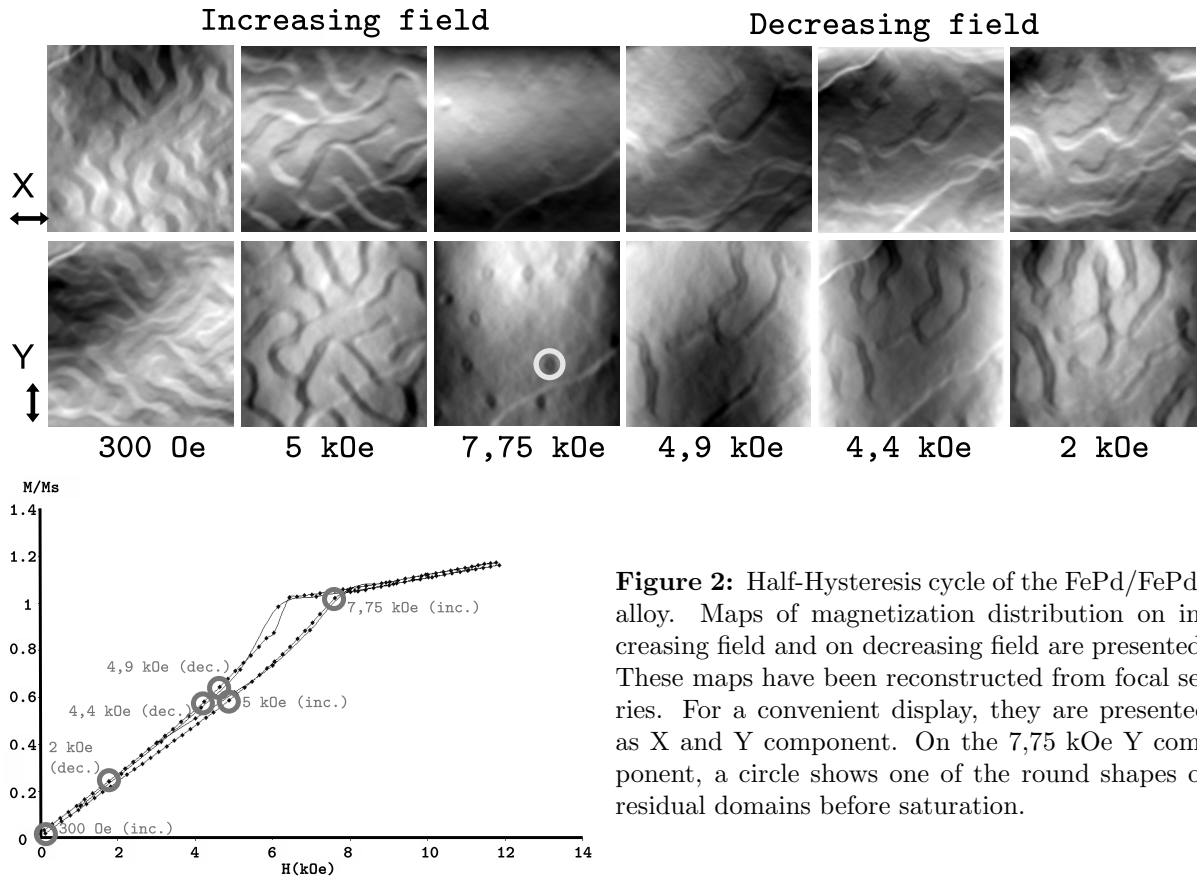 Increasing field
Decreasing field
X
Y
300 Oe
5 kOe
7,75 kOe
4,9 kOe
4,4 kOe
2 kOe
M/Ms
1.4
1.2
1
0.8
0.6
0.4
0.2
0
7,75 kOe (inc.)
4,9 kOe (dec.)
5 kOe (inc.)
4,4 kOe (dec.)
2 kOe
(dec.)
300 Oe (inc.)
0 2 4 6 8 10 12 14
H(kOe)
Figure 2: Half-Hysteresis cycle of the FePd/FePd
alloy. Maps of magnetization distribution on in
creasing field and on decreasing field are presented
These maps have been reconstructed from focal se
ries. For a convenient display, they are presente
as X and Y component. On the 7,75 kOe Y com
ponent, a circle shows one of the round shapes o
residual domains before saturation.